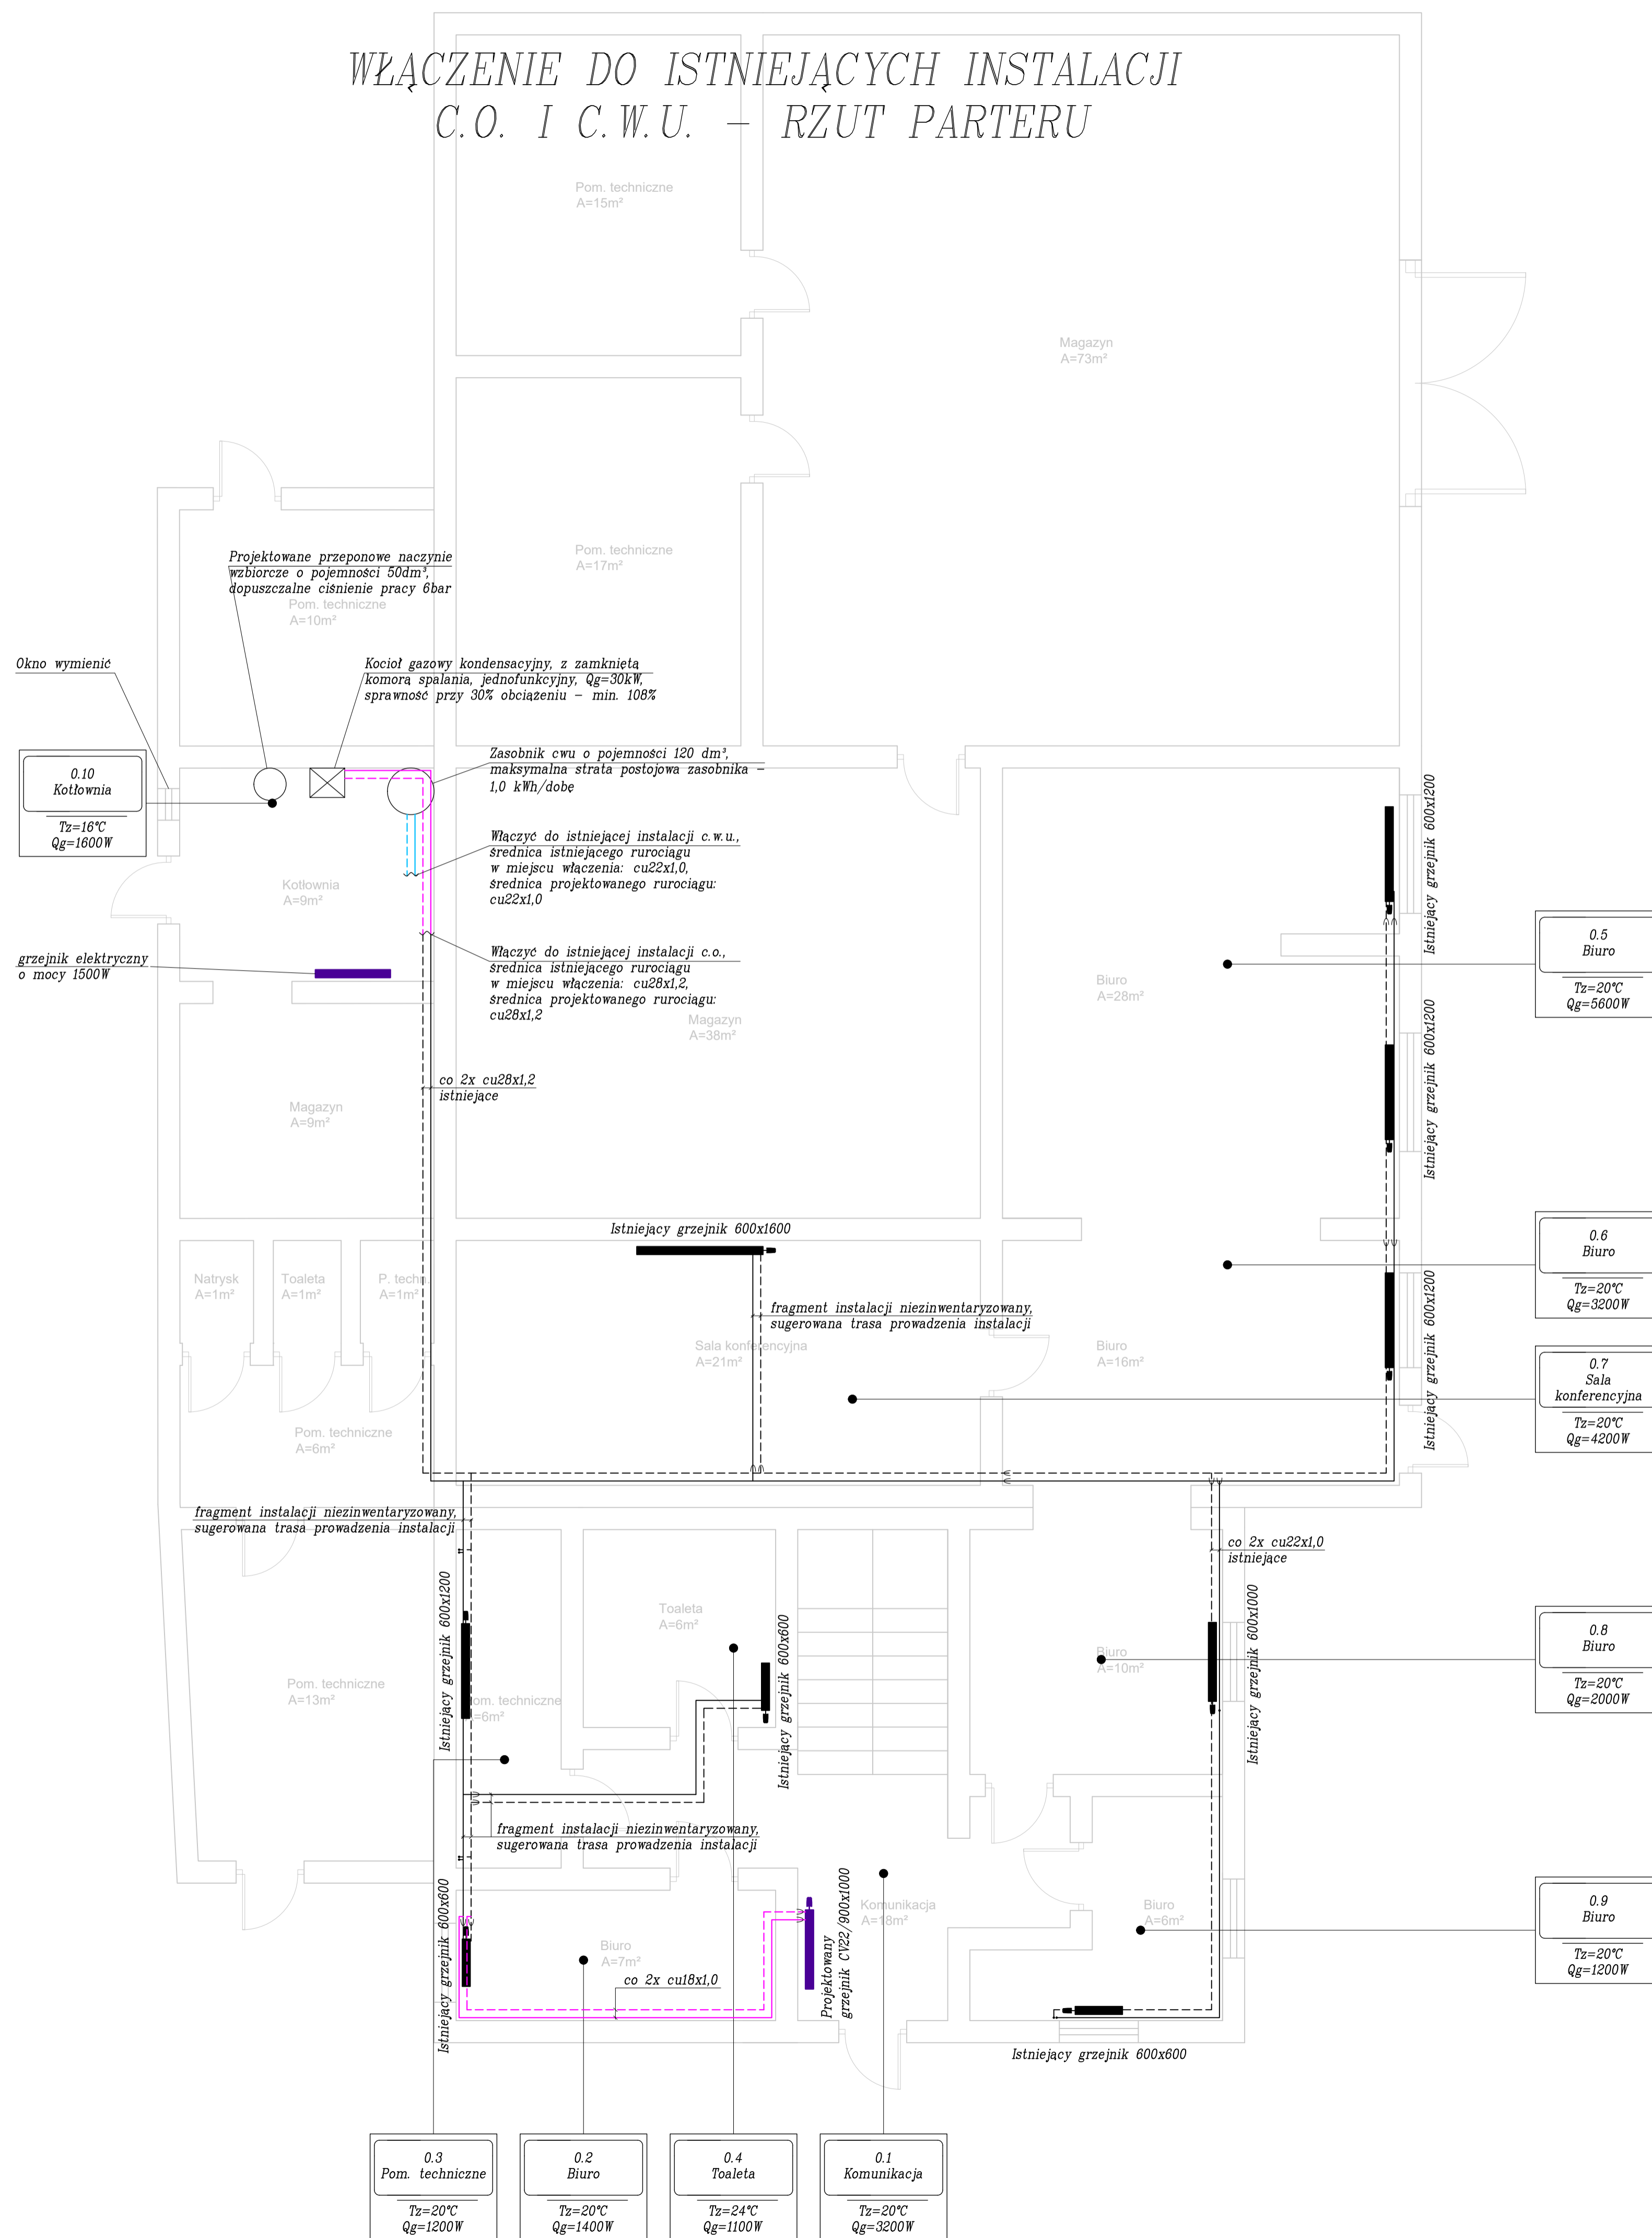 WŁĄCZENIE DO ISTNIEJĄCYCH INSTALACJI
C.O. I C.W.U. – RZUT PARTERU
Pom. techniczne
A=15m²
Magazyn
A=73m²
Pom. techniczne
A=17m²
Projektowane przeponowe naczynie
wzbiorcze o pojemności 50dm³,
dopuszczalne ciśnienie pracy 6bar
Pom. techniczne
A=10m²
Okno wymienić
Kocioł gazowy kondensacyjny, z zamkniętą
komorą spalania, jednofunkcyjny, Qg=30kW,
sprawność przy 30% obciążeniu – min. 108%
0.10
Kotłownia
Tz=16°C
Qg=1600W
Zasobnik cwu o pojemności 120 dm³,
maksymalna strata postojowa zasobnika –
1,0 kWh/dobę
Włączyć do istniejącej instalacji c.w.u.,
średnica istniejącego rurociągu
w miejscu włączenia: cu22x1,0,
średnica projektowanego rurociągu:
cu22x1,0
Kotłownia
A=9m²
grzejnik elektryczny
o mocy 1500W
Włączyć do istniejącej instalacji c.o.,
średnica istniejącego rurociągu
w miejscu włączenia: cu28x1,2,
średnica projektowanego rurociągu:
cu28x1,2
Magazyn
A=38m²
Biuro
A=28m²
Istniejący grzejnik 600x1200
0.5
Biuro
Tz=20°C
Qg=5600W
Istniejący grzejnik 600x1200
co 2x cu28x1,2
istniejące
Magazyn
A=9m²
Istniejący grzejnik 600x1600
0.6
Biuro
Tz=20°C
Qg=3200W
Natrysk
A=1m²
Toaleta
A=1m²
P. techn.
A=1m²
fragment instalacji niezinwentaryzowany,
sugerowana trasa prowadzenia instalacji
Sala konferencyjna
A=21m²
Biuro
A=16m²
Istniejący grzejnik 600x1200
0.7
Sala
konferencyjna
Tz=20°C
Qg=4200W
Pom. techniczne
A=6m²
fragment instalacji niezinwentaryzowany,
sugerowana trasa prowadzenia instalacji
co 2x cu22x1,0
istniejące
Istniejący grzejnik 600x1200
Toaleta
A=6m²
Istniejący grzejnik 600x600
Biuro
A=10m²
Istniejący grzejnik 600x1000
0.8
Biuro
Tz=20°C
Qg=2000W
Pom. techniczne
A=13m²
om. techniczne
=6m²
fragment instalacji niezinwentaryzowany,
sugerowana trasa prowadzenia instalacji
Istniejący grzejnik 600x600
Biuro
A=7m²
co 2x cu18x1,0
Projektowany
grzejnik CV22/900x1000
Komunikacja
A=18m²
Biuro
A=6m²
0.9
Biuro
Tz=20°C
Qg=1200W
Istniejący grzejnik 600x600
0.3
Pom. techniczne
Tz=20°C
Qg=1200W
0.2
Biuro
Tz=20°C
Qg=1400W
0.4
Toaleta
Tz=24°C
Qg=1100W
0.1
Komunikacja
Tz=20°C
Qg=3200W